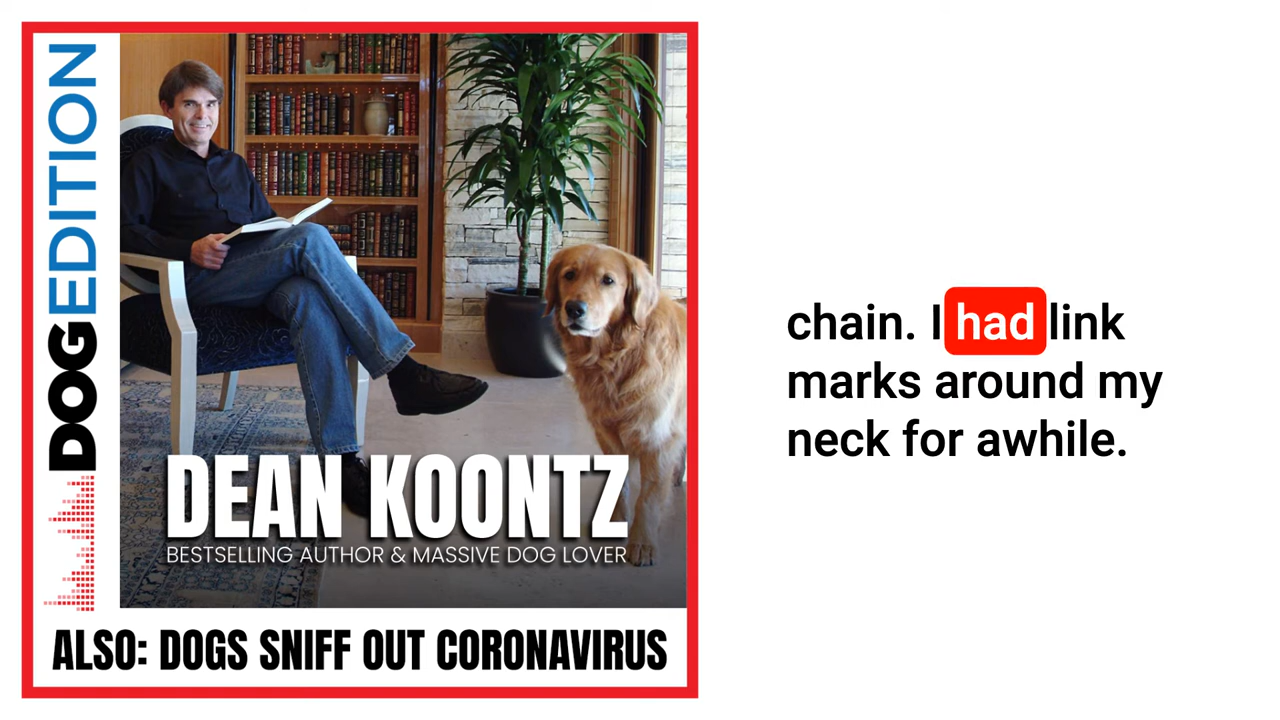 DOGEDITION
DEAN KOONTZ
BESTSELLING AUTHOR & MASSIVE DOG LOVER
ALSO: DOGS SNIFF OUT CORONAVIRUS
chain. I had link
marks around my
neck for awhile.